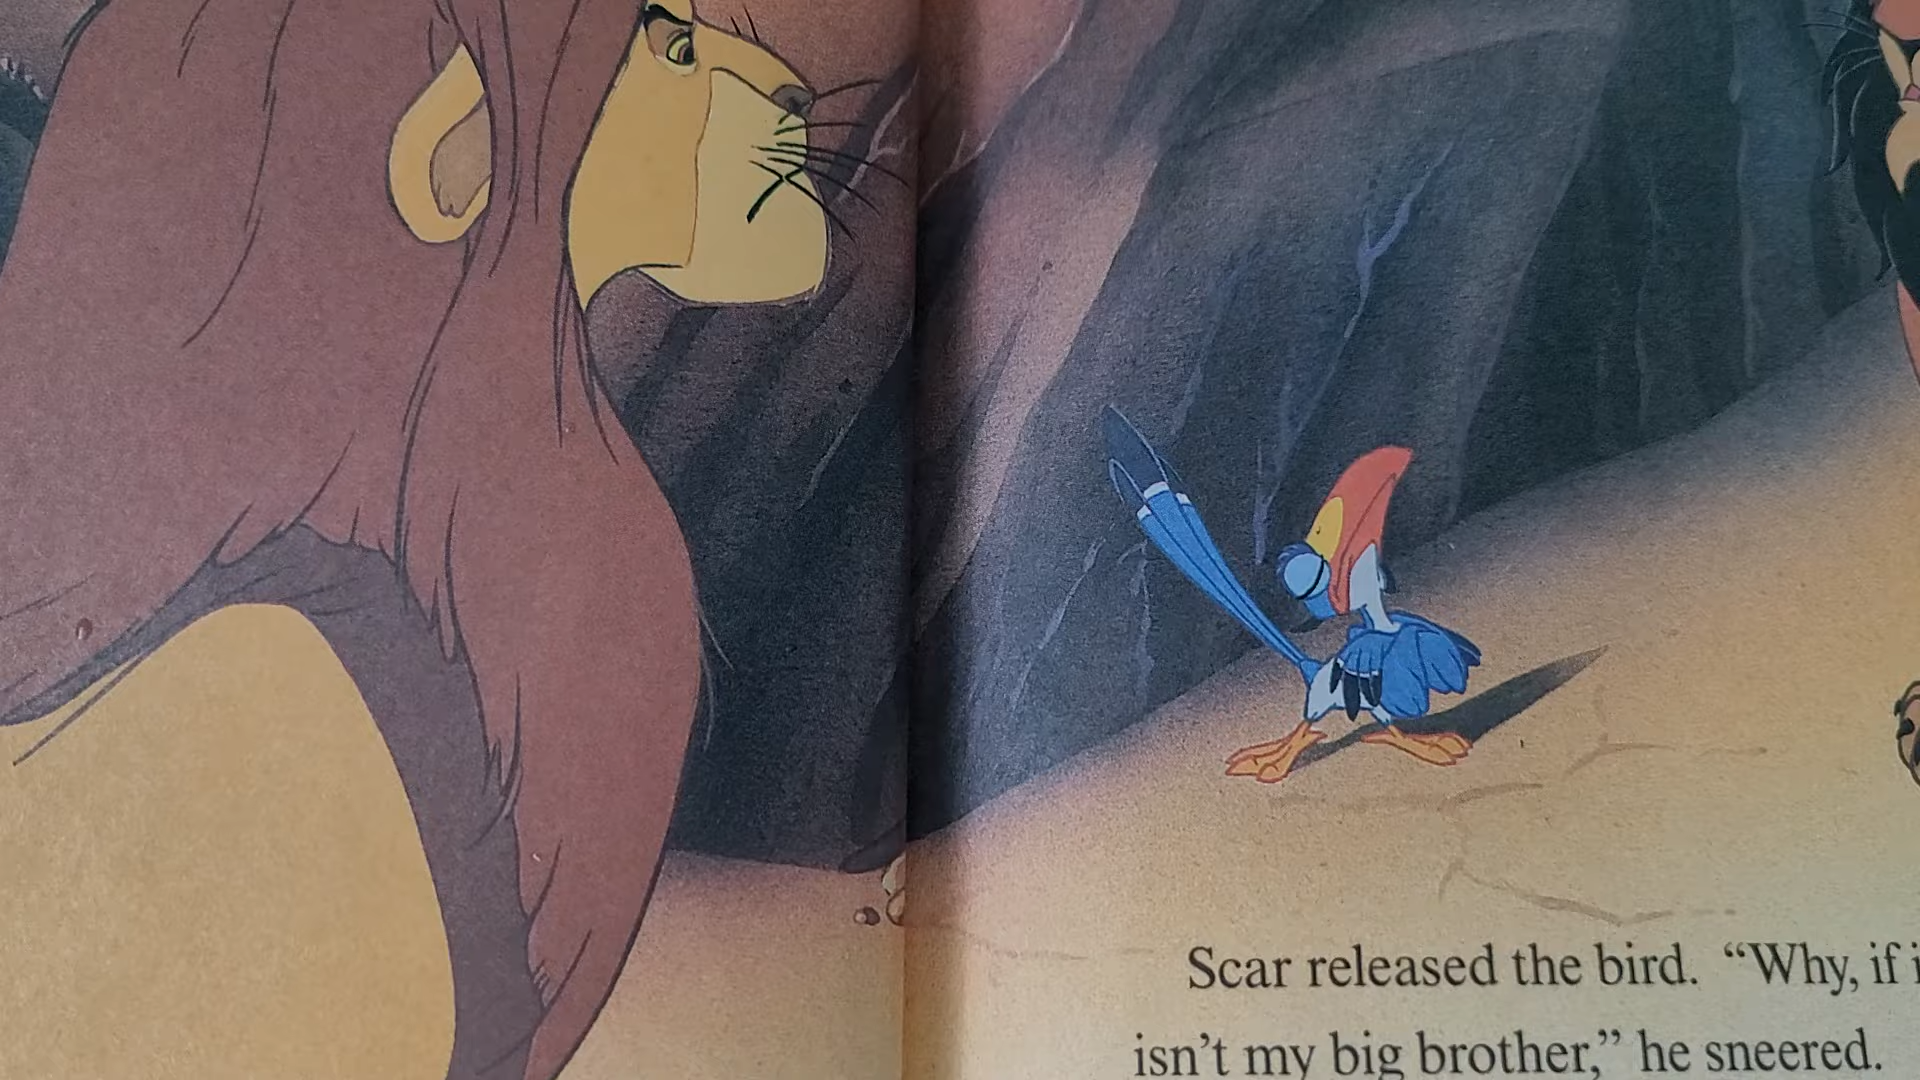 Scar released the bird. “Why, if i
isn’t my big brother,” he sneered.